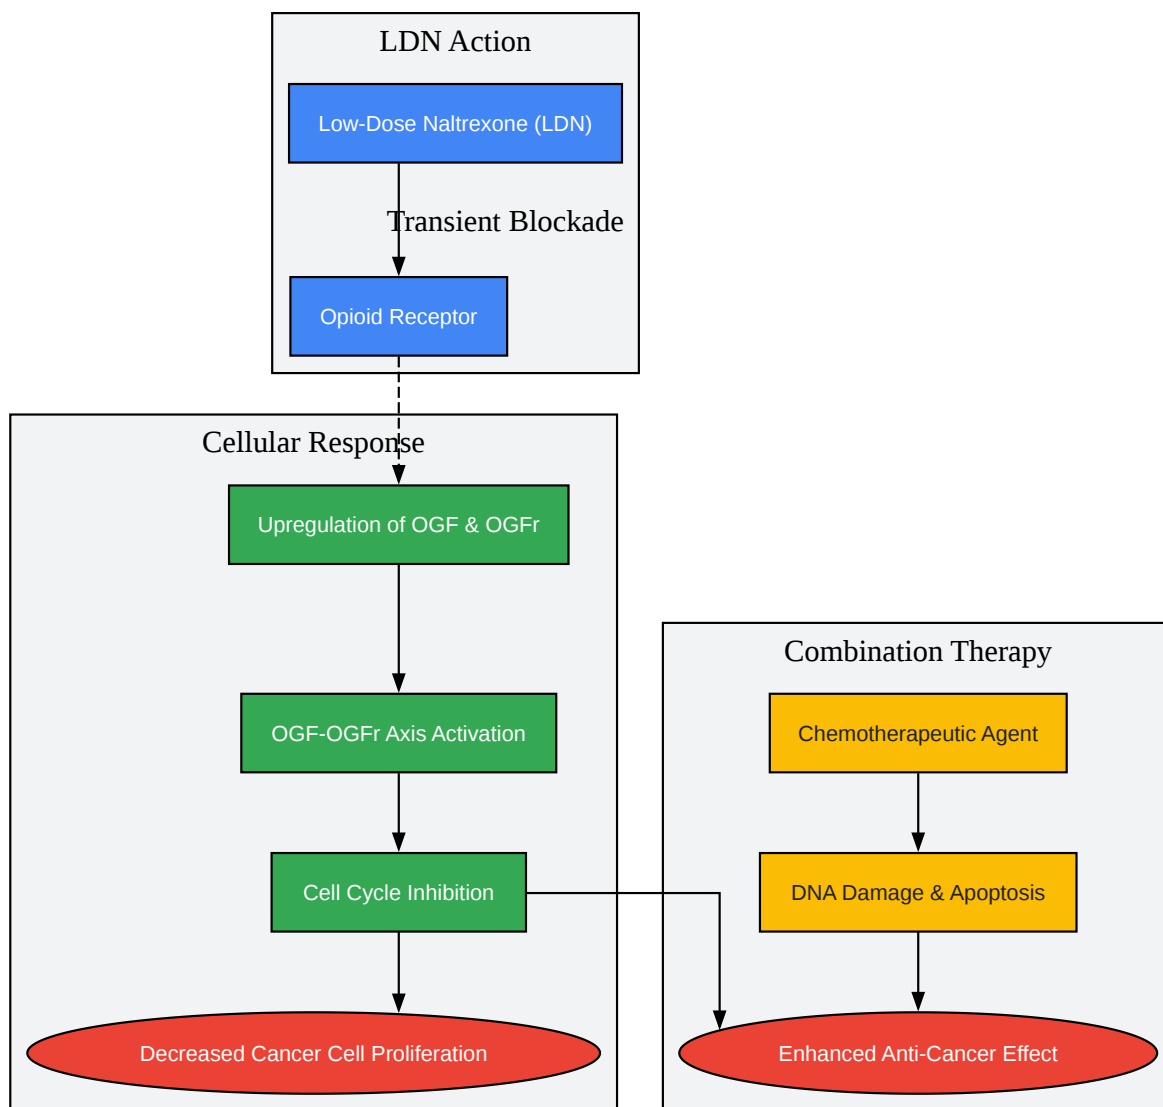 LDN Action
Low-Dose Naltrexone (LDN)
Transient Blockade
Opioid Receptor
Cellular Response
Upregulation of OGF & OGFr
OGF-OGFr Axis Activation
Cell Cycle Inhibition
Decreased Cancer Cell Proliferation
Combination Therapy
Chemotherapeutic Agent
DNA Damage & Apoptosis
Enhanced Anti-Cancer Effect